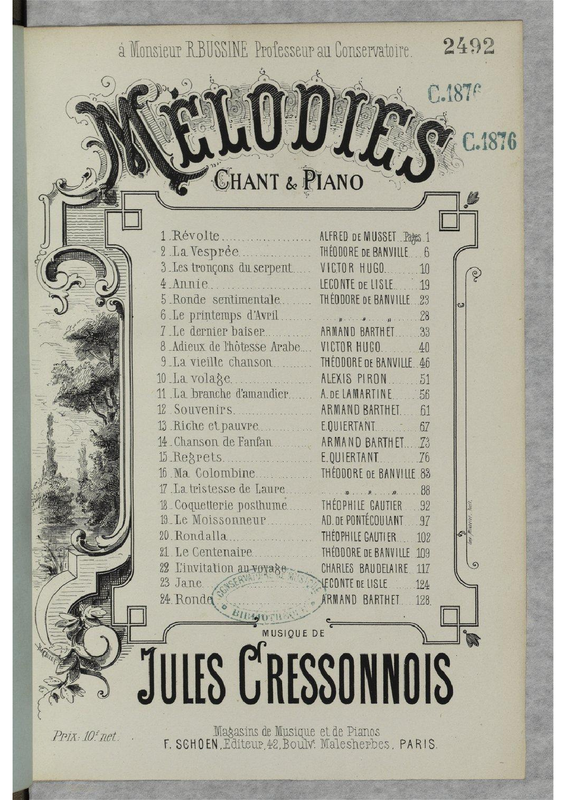 à Monsieur R. BUSSINE Professeur au Conservatoire.
2492
C.1876
C.1876
MÉLODIES
CHANT & PIANO
1 _ Révolte ................ ALFRED DE MUSSET .. Pages. 1
2 _ La Vesprée ................ THÉODORE DE BANVILLE ... 6
3 _ Les tronçons du serpent ...... VICTOR HUGO ...... 10
4 _ Annie ................ LECONTE DE LISLE ... 19
5 _ Ronde sentimentale ...... THÉODORE DE BANVILLE .. 23
6 _ Le printemps d'Avril ...... " " " ...... 28
7 _ Le dernier baiser ...... ARMAND BARTHET ...... 33
8 _ Adieux de l'hôtesse Arabe ... VICTOR HUGO ...... 40
9 _ La vieille chanson ...... THÉODORE DE BANVILLE .. 46
10 _ La volage ................ ALEXIS PIRON ...... 51
11 _ La branche d'amandier ... A. DE LAMARTINE ...... 56
12 _ Souvenirs ................ ARMAND BARTHET ...... 61
13 _ Riche et pauvre ...... E. QUIERTANT ...... 67
14 _ Chanson de Fanfan ...... ARMAND BARTHET ...... 73
15 _ Regrets ................ E. QUIERTANT ...... 76
16 _ Ma Colombine ...... THÉODORE DE BANVILLE .. 83
17 _ La tristesse de Laure ...... " " " ...... 88
18 _ Coquetterie posthume ...... THÉOPHILE GAUTIER ... 92
19 _ Le Moissonneur ...... AD. DE PONTÉCOULANT ... 97
20 _ Rondalla ................ THÉOPHILE GAUTIER ... 102
21 _ Le Centenaire ...... THÉODORE DE BANVILLE .. 109
22 _ L'invitation au voyage ... CHARLES BAUDELAIRE ... 117
23 _ Jane ................ LECONTE DE LISLE ...... 124
24 _ Ronde ................ ARMAND BARTHET ...... 128
CONSERVATOIRE DE MUSIQUE
BIBLIOTHÈQUE
MUSIQUE DE
JULES CRESSONNOIS
Prix: 10f. net.
Magasins de Musique et de Pianos
F. SCHOEN, Editeur, 42, Boulvt. Malesherbes, PARIS.